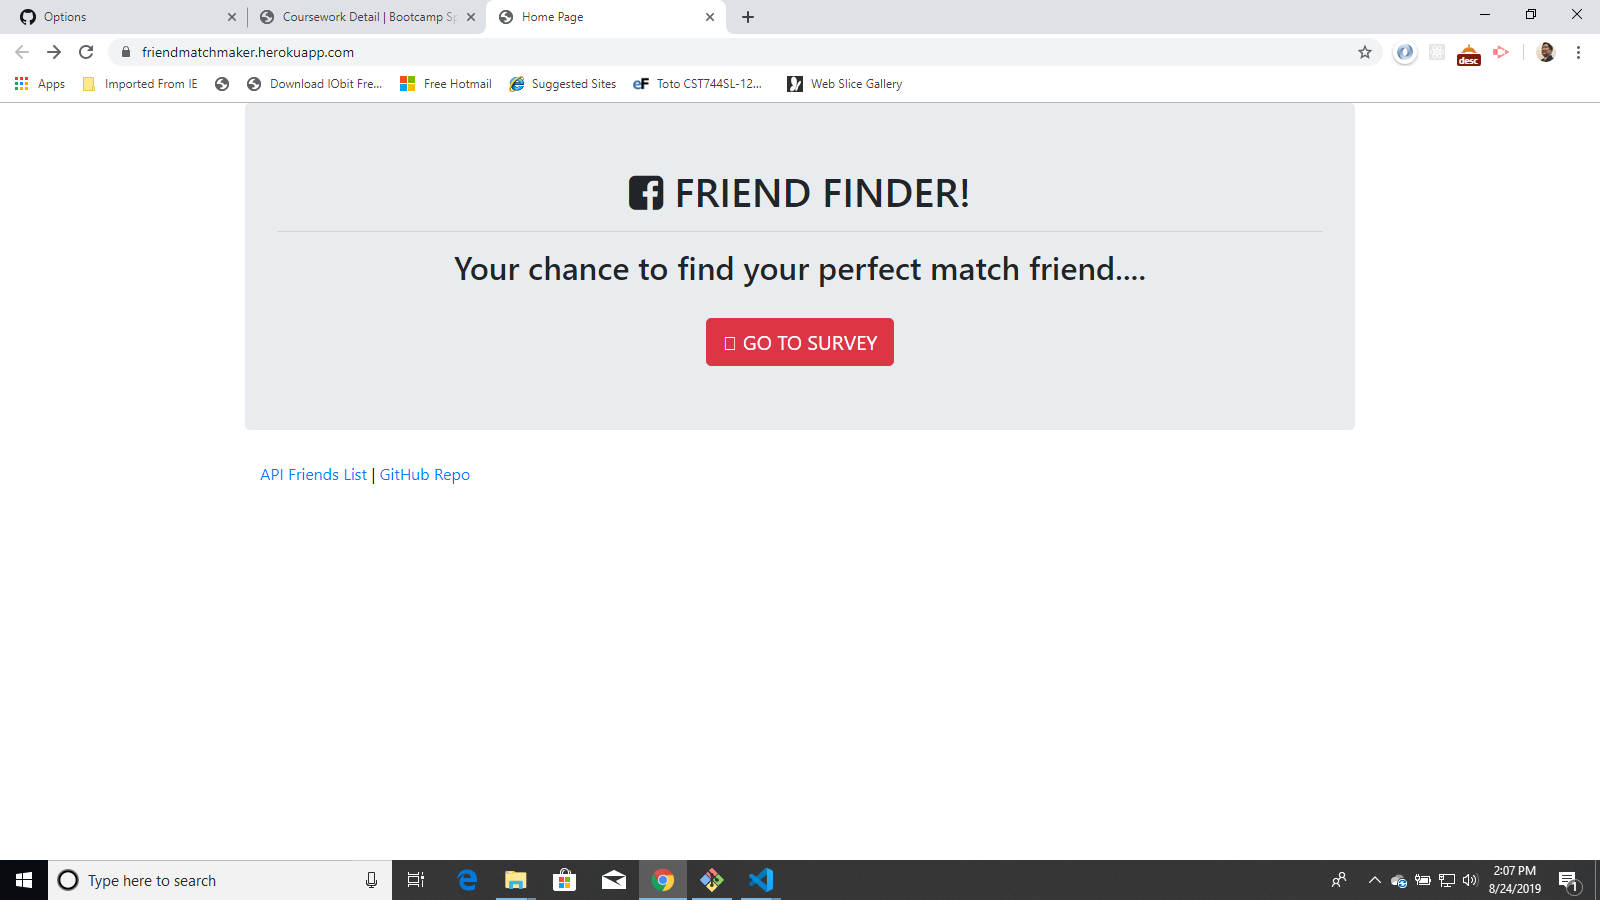 Options
Coursework Detail | Bootcamp Sp
Home Page
friendmatchmaker.herokuapp.com
desc
Apps
Imported From IE
Download IObit Fre...
Free Hotmail
Suggested Sites
eF
Toto CST744SL-12...
Web Slice Gallery
FRIEND FINDER!
Your chance to find your perfect match friend....
GO TO SURVEY
API Friends List | GitHub Repo
Type here to search
2:07 PM
8/24/2019
1